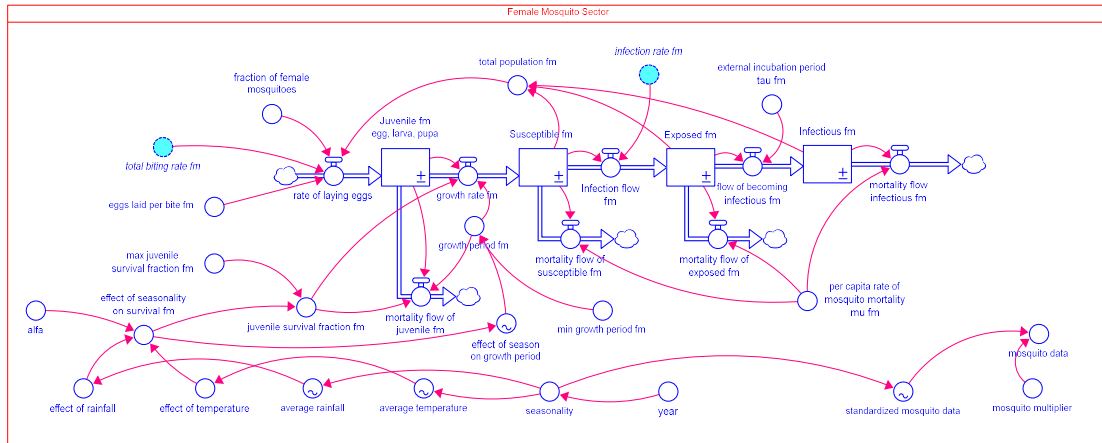 Female Mosquito Sector
infection rate fm
total population fm
external incubation period
tau fm
fraction of female
mosquitoes
Juvenile fm
egg, larva, pupa
Susceptible fm
Exposed fm
Infectious fm
total biting rate fm
rate of laying eggs
growth rate fm
Infection flow
fm
flow of becoming
infectious fm
mortality flow
infectious fm
eggs laid per bite fm
growth period fm
max juvenile
survival fraction fm
mortality flow of
susceptible fm
mortality flow of
exposed fm
effect of seasonality
on survival fm
per capita rate of
mosquito mortality
mu fm
alfa
juvenile survival fraction fm
mortality flow of
juvenile fm
effect of season
on growth period
min growth period fm
mosquito data
effect of rainfall
effect of temperature
average rainfall
average temperature
seasonality
year
standardized mosquito data
mosquito multiplier